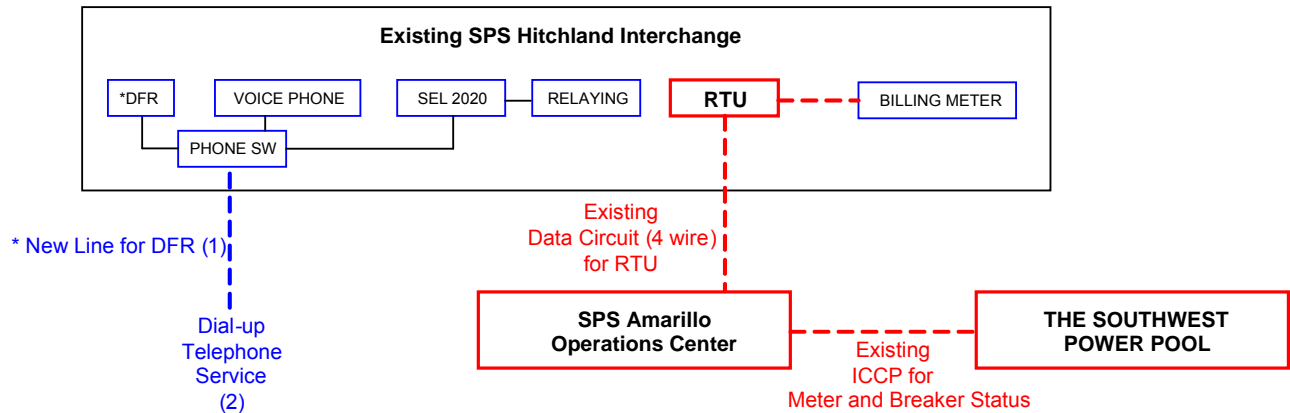 Existing SPS Hitchland Interchange
*DFR
VOICE PHONE
SEL 2020
RELAYING
RTU
BILLING METER
PHONE SW
* New Line for DFR (1)
Dial-up
Telephone
Service
(2)
Existing
Data Circuit (4 wire)
for RTU
SPS Amarillo
Operations Center
Existing
ICCP for
Meter and Breaker Status
THE SOUTHWEST
POWER POOL